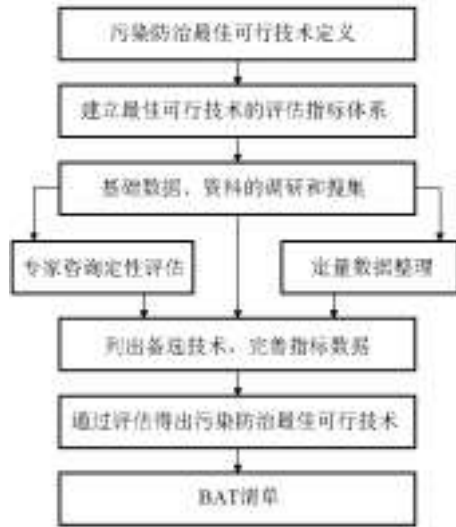 污染防治最佳可行技术定义
建立最佳可行技术的评估指标体系
基础数据、资料的调研和搜集
专家咨询定性评估
定量数据整理
列出备选技术，完善指标数据
通过评估得出污染防治最佳可行技术
BAT清单